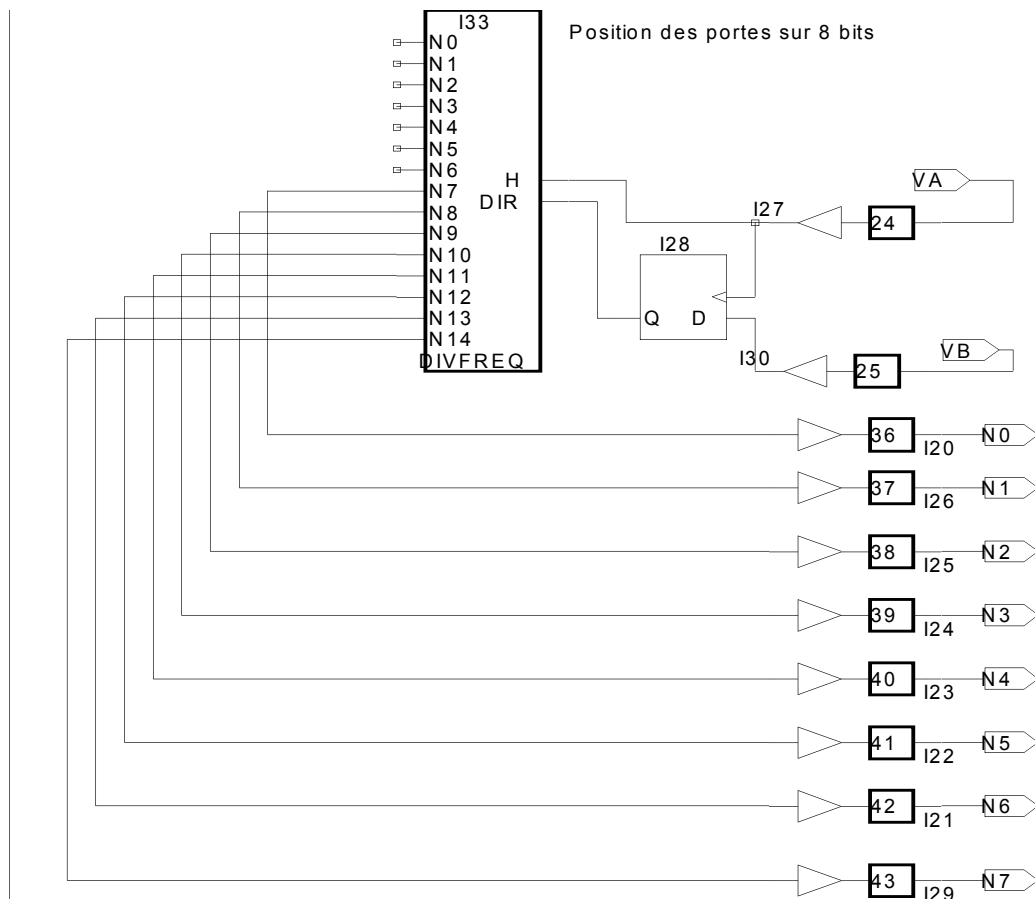 I33
Position des portes sur 8 bits
N0
N1
N2
N3
N4
N5
N6
N7
N8
N9
N10
N11
N12
N13
N14
H
DIR
DIVFREQ
VA
I27
24
I28
Q D
VB
I30
25
36 I20 N0
37 I26 N1
38 I25 N2
39 I24 N3
40 I23 N4
41 I22 N5
42 I21 N6
43 I29 N7